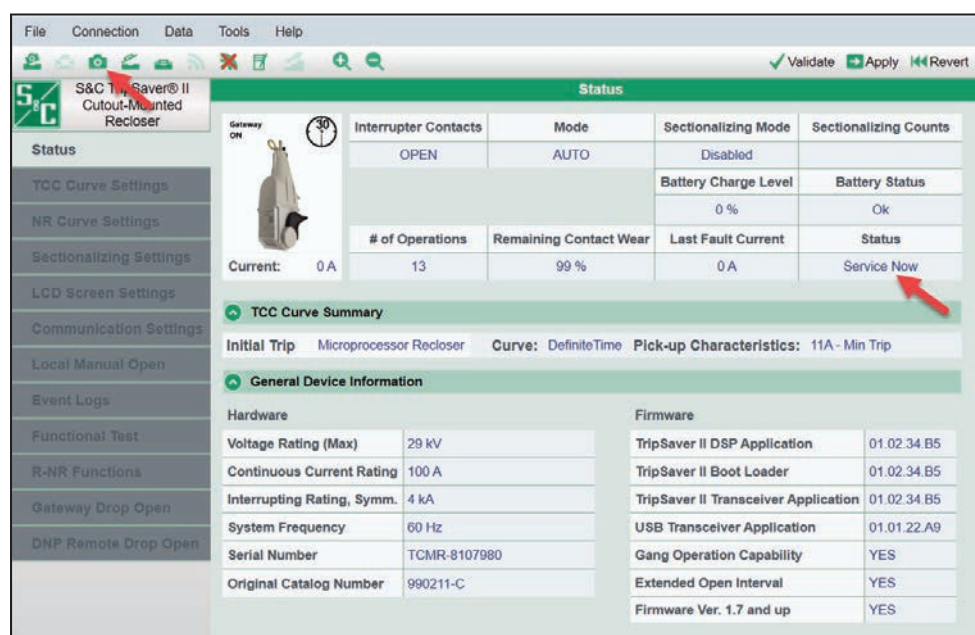 File Connection Data Tools Help
Validate Apply Revert
S&C TripSaver® II
Cutout-Mounted
Recloser
Status
TCC Curve Settings
NR Curve Settings
Sectionalizing Settings
LCD Screen Settings
Communication Settings
Local Manual Open
Event Logs
Functional Test
R-NR Functions
Gateway Drop Open
DNP Remote Drop Open
Status
Gateway
ON
30
Current: 0 A
Interrupter Contacts Mode Sectionalizing Mode Sectionalizing Counts
OPEN AUTO Disabled
Battery Charge Level Battery Status
0 % Ok
# of Operations Remaining Contact Wear Last Fault Current Status
13 99 % 0 A Service Now
TCC Curve Summary
Initial Trip Microprocessor Recloser Curve: DefiniteTime Pick-up Characteristics: 11A - Min Trip
General Device Information
Hardware
Voltage Rating (Max) 29 kV
Continuous Current Rating 100 A
Interrupting Rating, Symm. 4 kA
System Frequency 60 Hz
Serial Number TCMR-8107980
Original Catalog Number 990211-C
Firmware
TripSaver II DSP Application 01.02.34.B5
TripSaver II Boot Loader 01.02.34.B5
TripSaver II Transceiver Application 01.02.34.B5
USB Transceiver Application 01.01.22.A9
Gang Operation Capability YES
Extended Open Interval YES
Firmware Ver. 1.7 and up YES